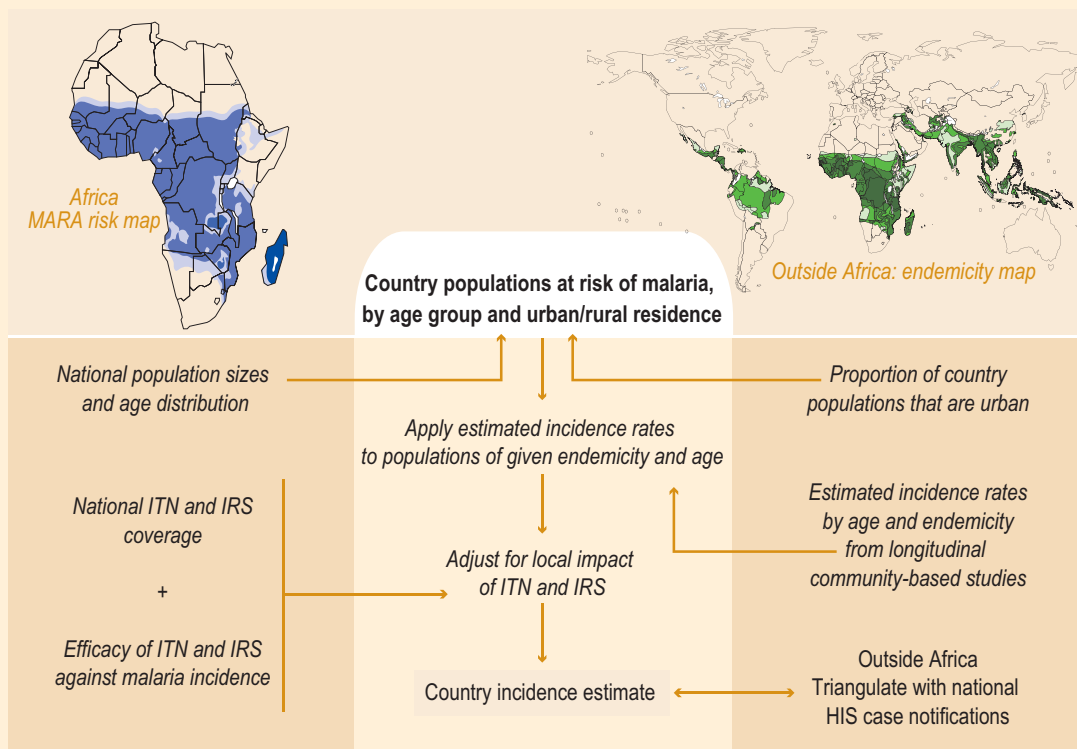 Africa
MARA risk map
Outside Africa: endemicity map
Country populations at risk of malaria,
by age group and urban/rural residence
National population sizes
and age distribution
Proportion of country
populations that are urban
Apply estimated incidence rates
to populations of given endemicity and age
National ITN and IRS
coverage
+
Efficacy of ITN and IRS
against malaria incidence
Estimated incidence rates
by age and endemicity
from longitudinal
community-based studies
Adjust for local impact
of ITN and IRS
Country incidence estimate
Outside Africa
Triangulate with national
HIS case notifications